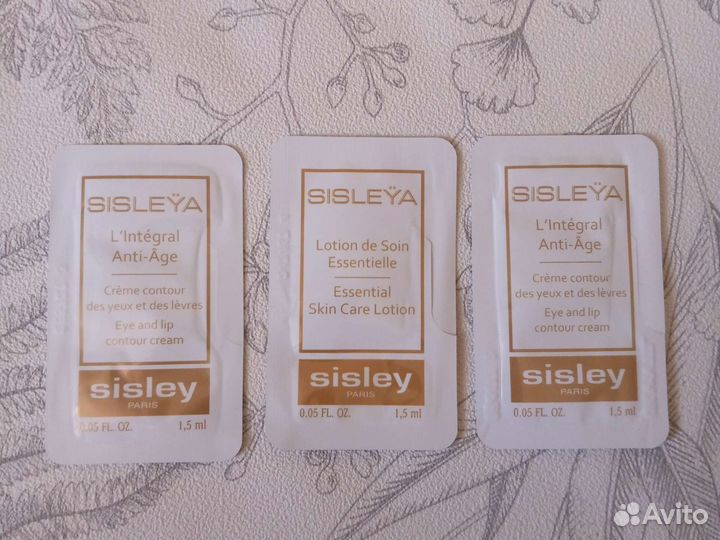 SISLEŸA
L'Intégral
Anti-Âge
Crème contour
des yeux et des lèvres
Eye and lip
contour cream
sisley
PARIS
0.05 FL. OZ. 1,5 ml
SISLEŸA
Lotion de Soin
Essentielle
Essential
Skin Care Lotion
sisley
PARIS
0.05 FL. OZ. 1,5 ml
SISLEŸA
L'Intégral
Anti-Âge
Crème contour
des yeux et des lèvres
Eye and lip
contour cream
sisley
PARIS
0.05 FL. OZ. 1,5 ml
Avito